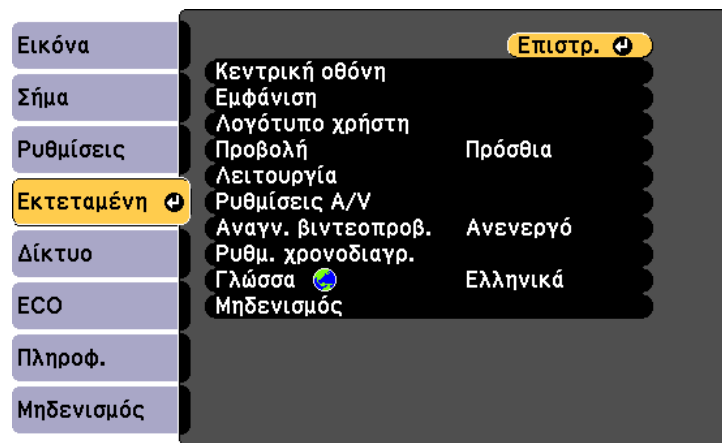 Εικόνα
Σήμα
Ρυθμίσεις
Εκτεταμένη
Δίκτυο
ECO
Πληροφ.
Μηδενισμός
Επιστρ.
Κεντρική οθόνη
Εμφάνιση
Λογότυπο χρήστη
Προβολή Πρόσθια
Λειτουργία
Ρυθμίσεις A/V
Αναγν. βιντεοπροβ. Ανενεργό
Ρυθμ. χρονοδιαγρ.
Γλώσσα Ελληνικά
Μηδενισμός